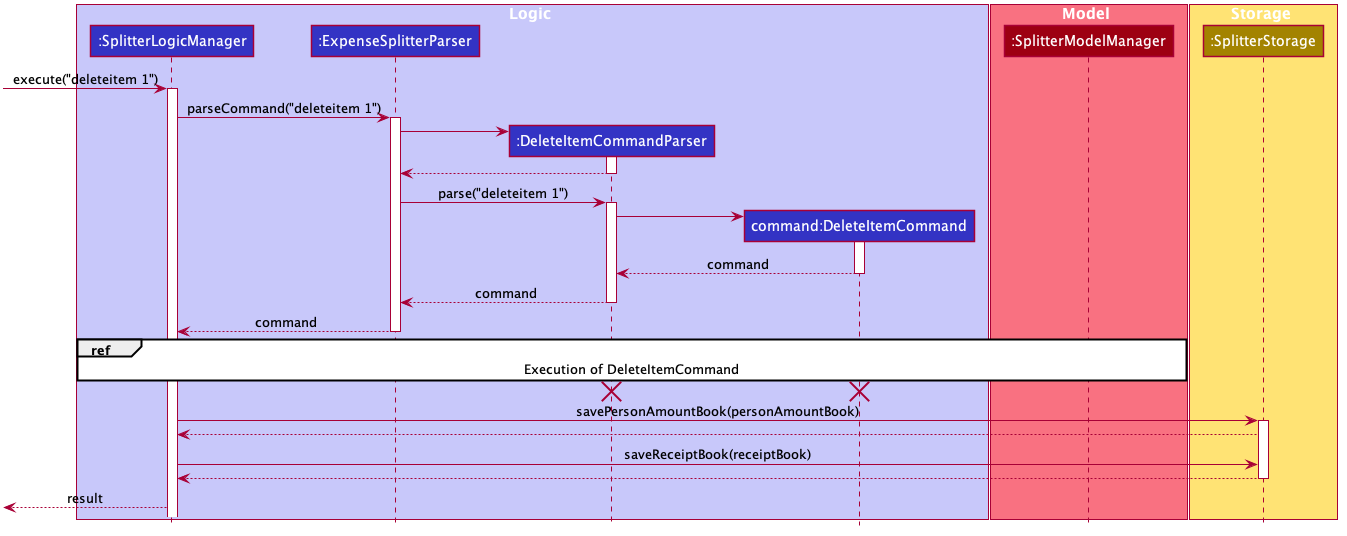 Logic
Model
Storage
:SplitterLogicManager
:ExpenseSplitterParser
:SplitterModelManager
:SplitterStorage
execute("deleteitem 1")
parseCommand("deleteitem 1")
:DeleteItemCommandParser
parse("deleteitem 1")
command:DeleteItemCommand
command
command
command
ref
Execution of DeleteItemCommand
savePersonAmountBook(personAmountBook)
saveReceiptBook(receiptBook)
result